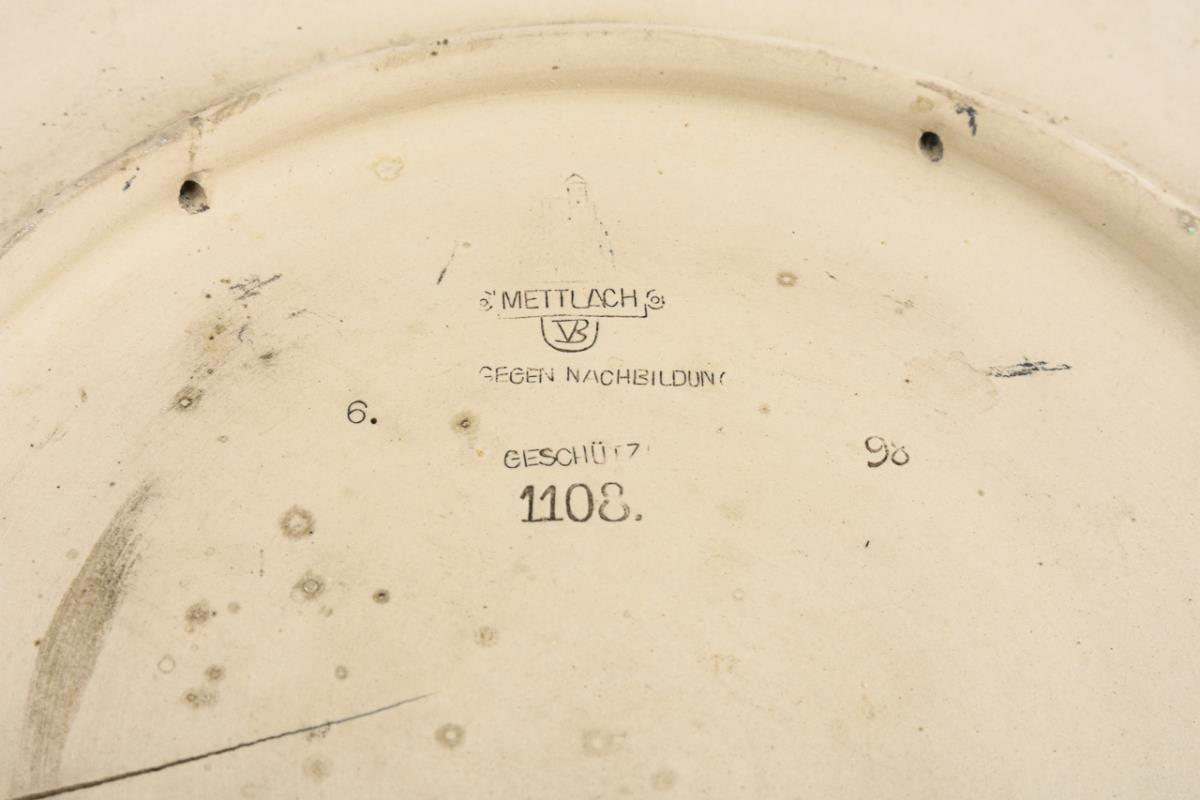 METTLACH
VB
GEGEN NACHBILDUNG
6.
GESCHÜTZT
98
1108.